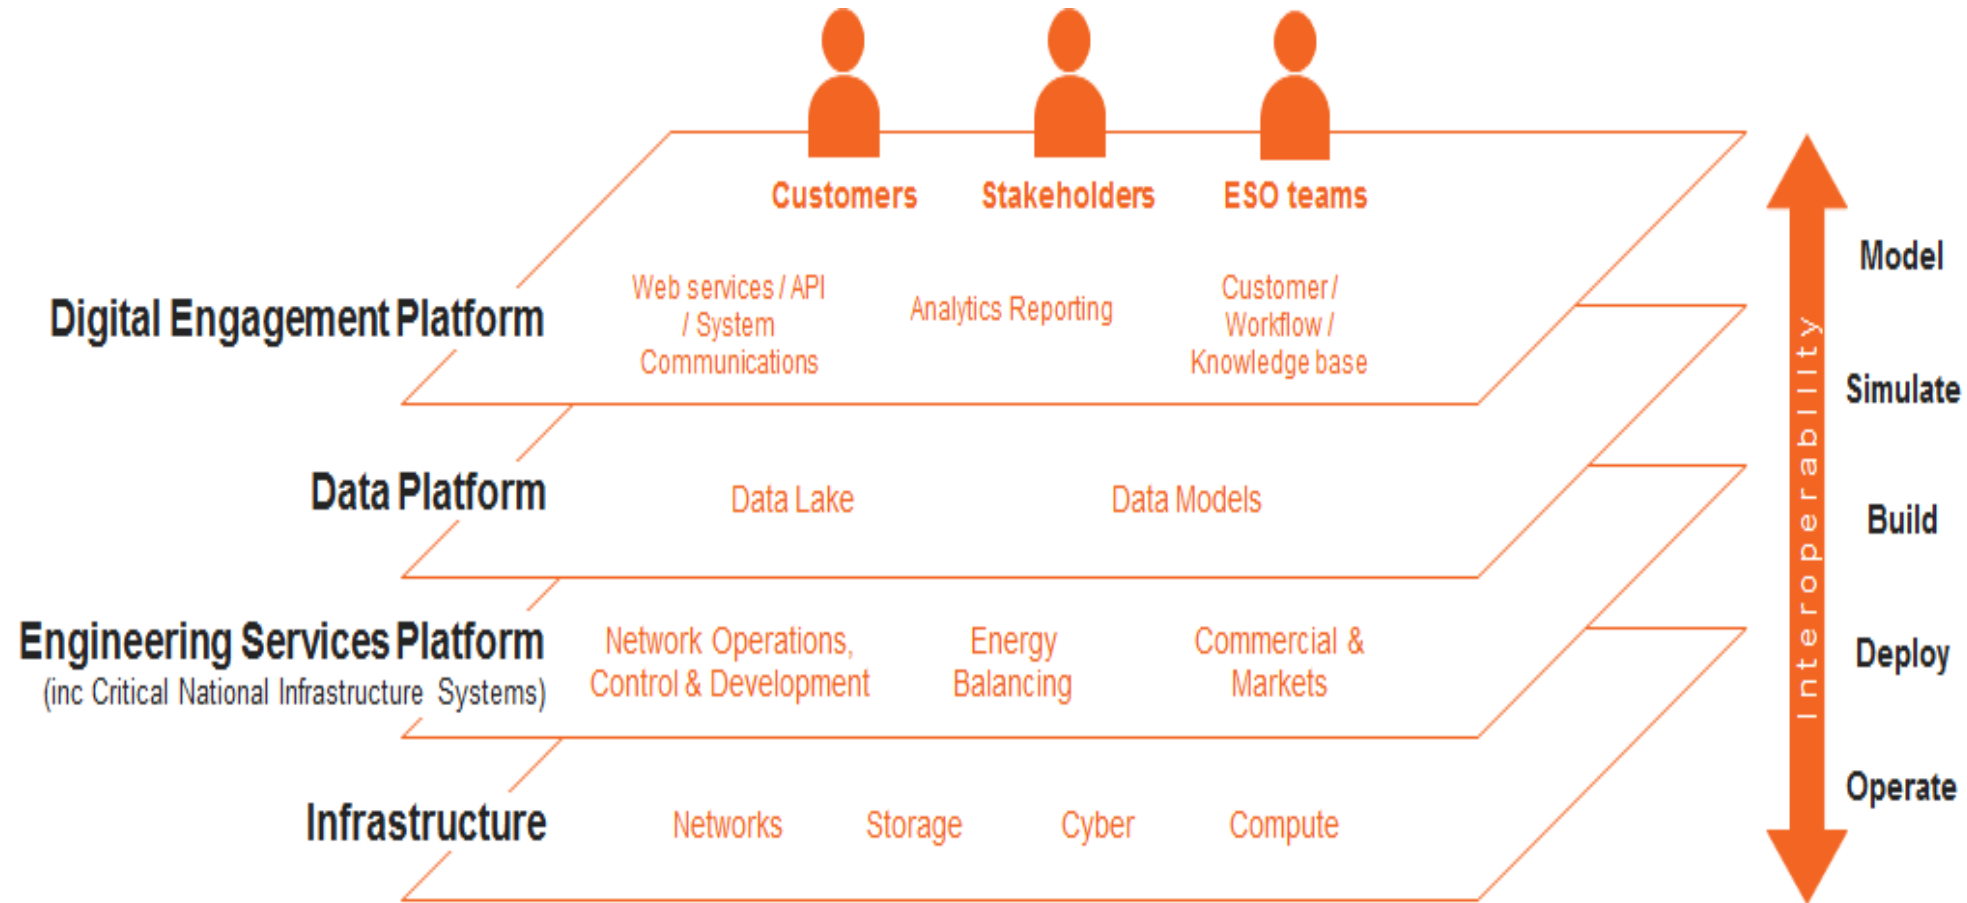 Customers
Stakeholders
ESO teams
Digital Engagement Platform
Web services / API
/ System
Communications
Analytics Reporting
Customer /
Workflow /
Knowledge base
Data Platform
Data Lake
Data Models
Engineering Services Platform
(inc Critical National Infrastructure Systems)
Network Operations,
Control & Development
Energy
Balancing
Commercial &
Markets
Infrastructure
Networks
Storage
Cyber
Compute
Interoperability
Model
Simulate
Build
Deploy
Operate